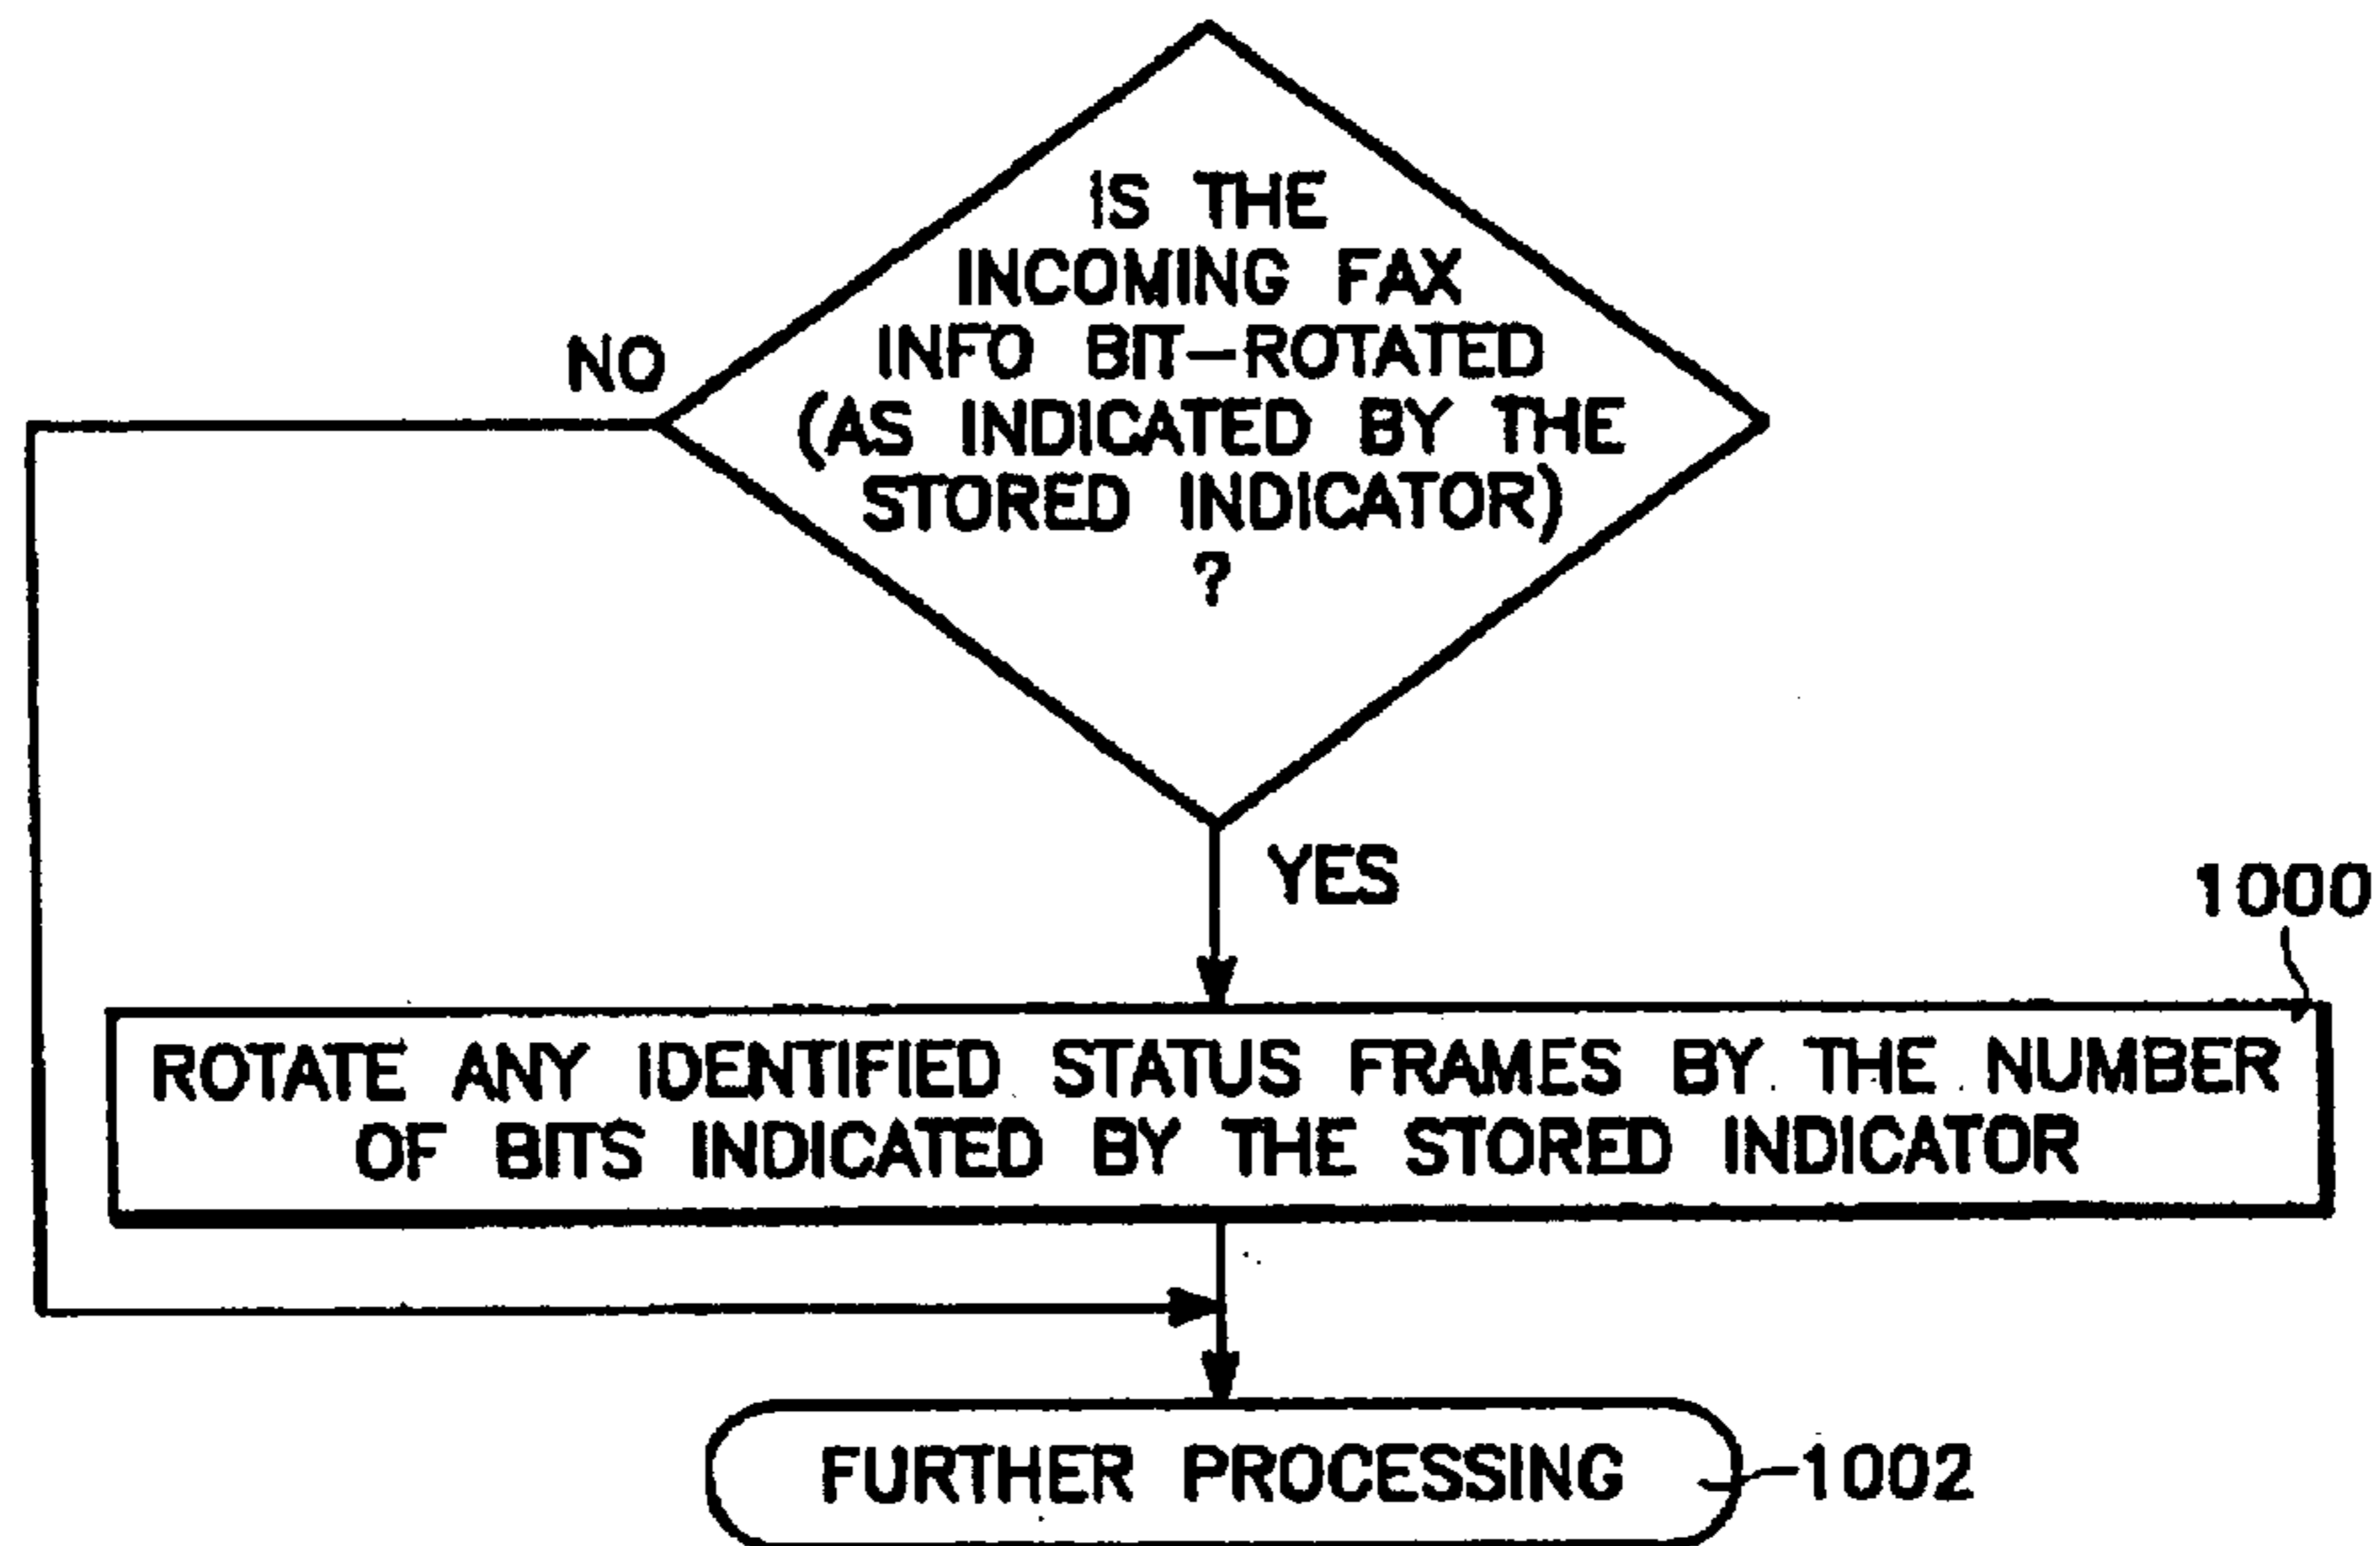 IS THE
INCOMING FAX
INFO BIT-ROTATED
(AS INDICATED BY THE
STORED INDICATOR)
?
NO
YES
1000
ROTATE ANY IDENTIFIED STATUS FRAMES BY THE NUMBER
OF BITS INDICATED BY THE STORED INDICATOR
FURTHER PROCESSING
1002